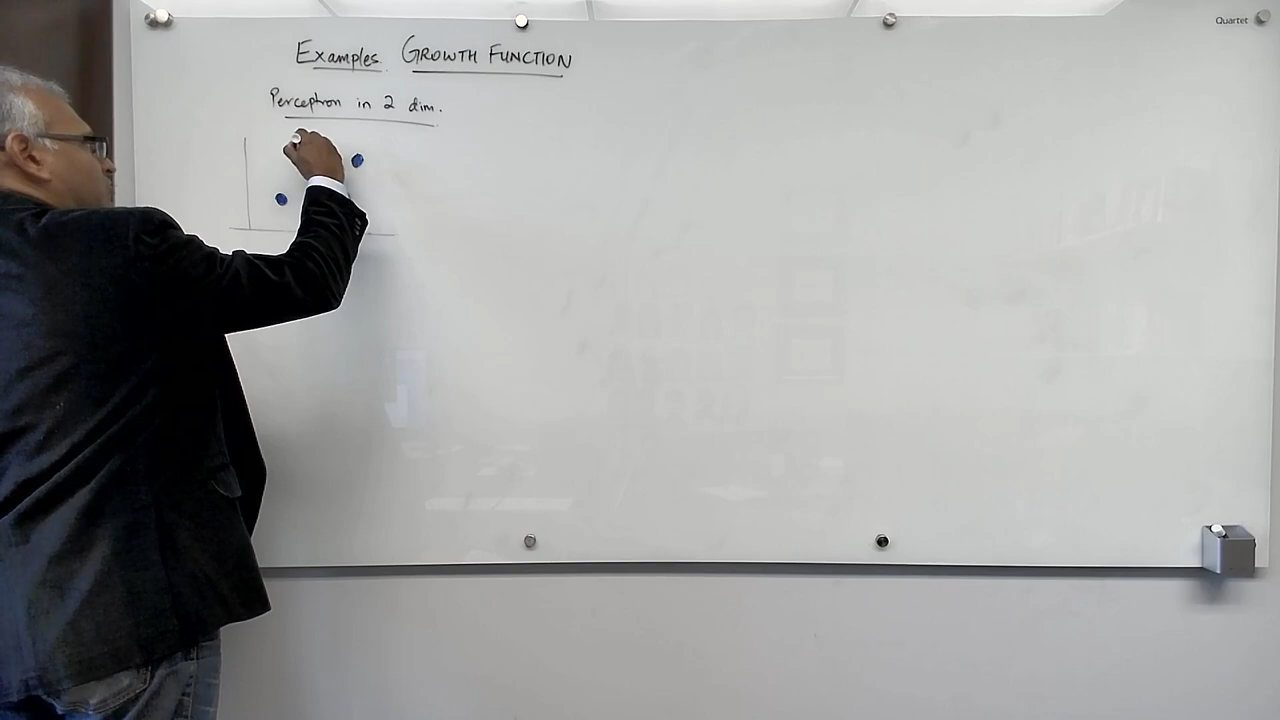 Examples. GROWTH FUNCTION
Quartet
Perceptron in 2 dim.